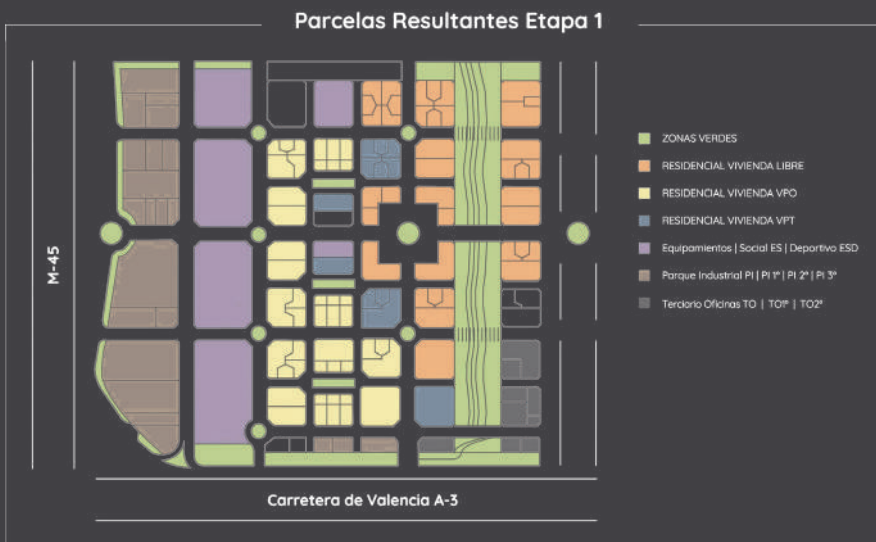 Parcelas Resultantes Etapa 1
M-45
ZONAS VERDES
RESIDENCIAL VIVIENDA LIBRE
RESIDENCIAL VIVIENDA VPO
RESIDENCIAL VIVIENDA VPT
Equipamientos | Social ES | Deportivo ESD
Parque Industrial PI | PI 1ª | PI 2ª | PI 3ª
Terciario Oficinas TO | TO1ª | TO2ª
Carretera de Valencia A-3